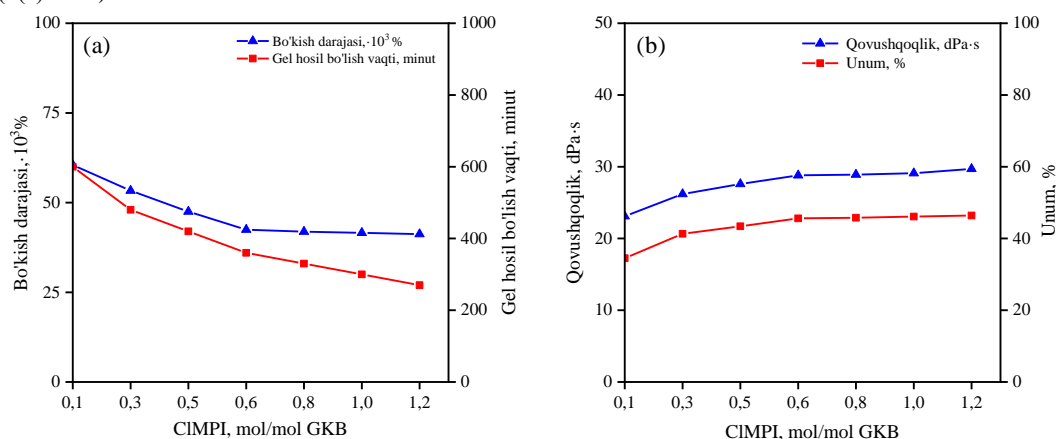 (a)
Bo'kish darajasi,·10³ %
Gel hosil bo'lish vaqti, minut
Bo'kish darajasi,·10³%
100
75
50
25
0
1000
800
600
400
200
0
Gel hosil bo'lish vaqti, minut
0,1 0,3 0,5 0,6 0,8 1,0 1,2
ClMPI, mol/mol GKB
(b)
Qovushqoqlik, dPa·s
Unum, %
Qovushqoqlik, dPa·s
50
40
30
20
10
0
100
80
60
40
20
0
Unum, %
0,1 0,3 0,5 0,6 0,8 1,0 1,2
ClMPI, mol/mol GKB